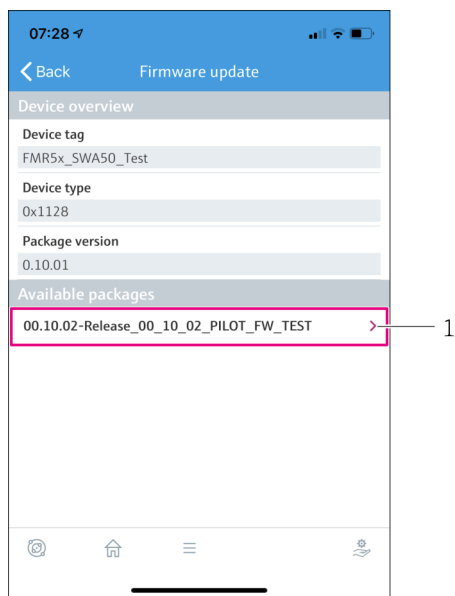 07:28
Back Firmware update
Device overview
Device tag
FMR5x_SWA50_Test
Device type
0x1128
Package version
0.10.01
Available packages
00.10.02-Release_00_10_02_PILOT_FW_TEST
1